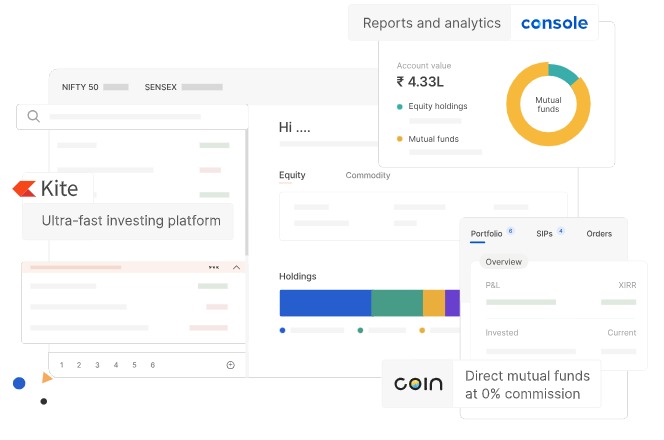 Reports and analytics
console
Account value
₹ 4.33L
Equity holdings
Mutual funds
Mutual
funds
NIFTY 50 SENSEX
Hi ....
Equity Commodity
Kite
Ultra-fast investing platform
Portfolio 6 SIPs 4 Orders
Overview
P&L XIRR
Invested Current
Holdings
1 2 3 4 5 6
coin
Direct mutual funds
at 0% commission